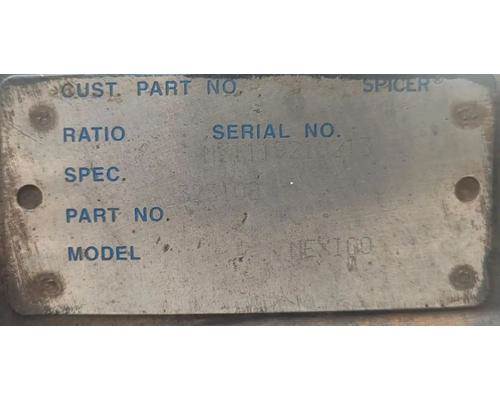 CUST. PART NO. SPICER
RATIO SERIAL NO.
SPEC.
PART NO.
MODEL MEXICO